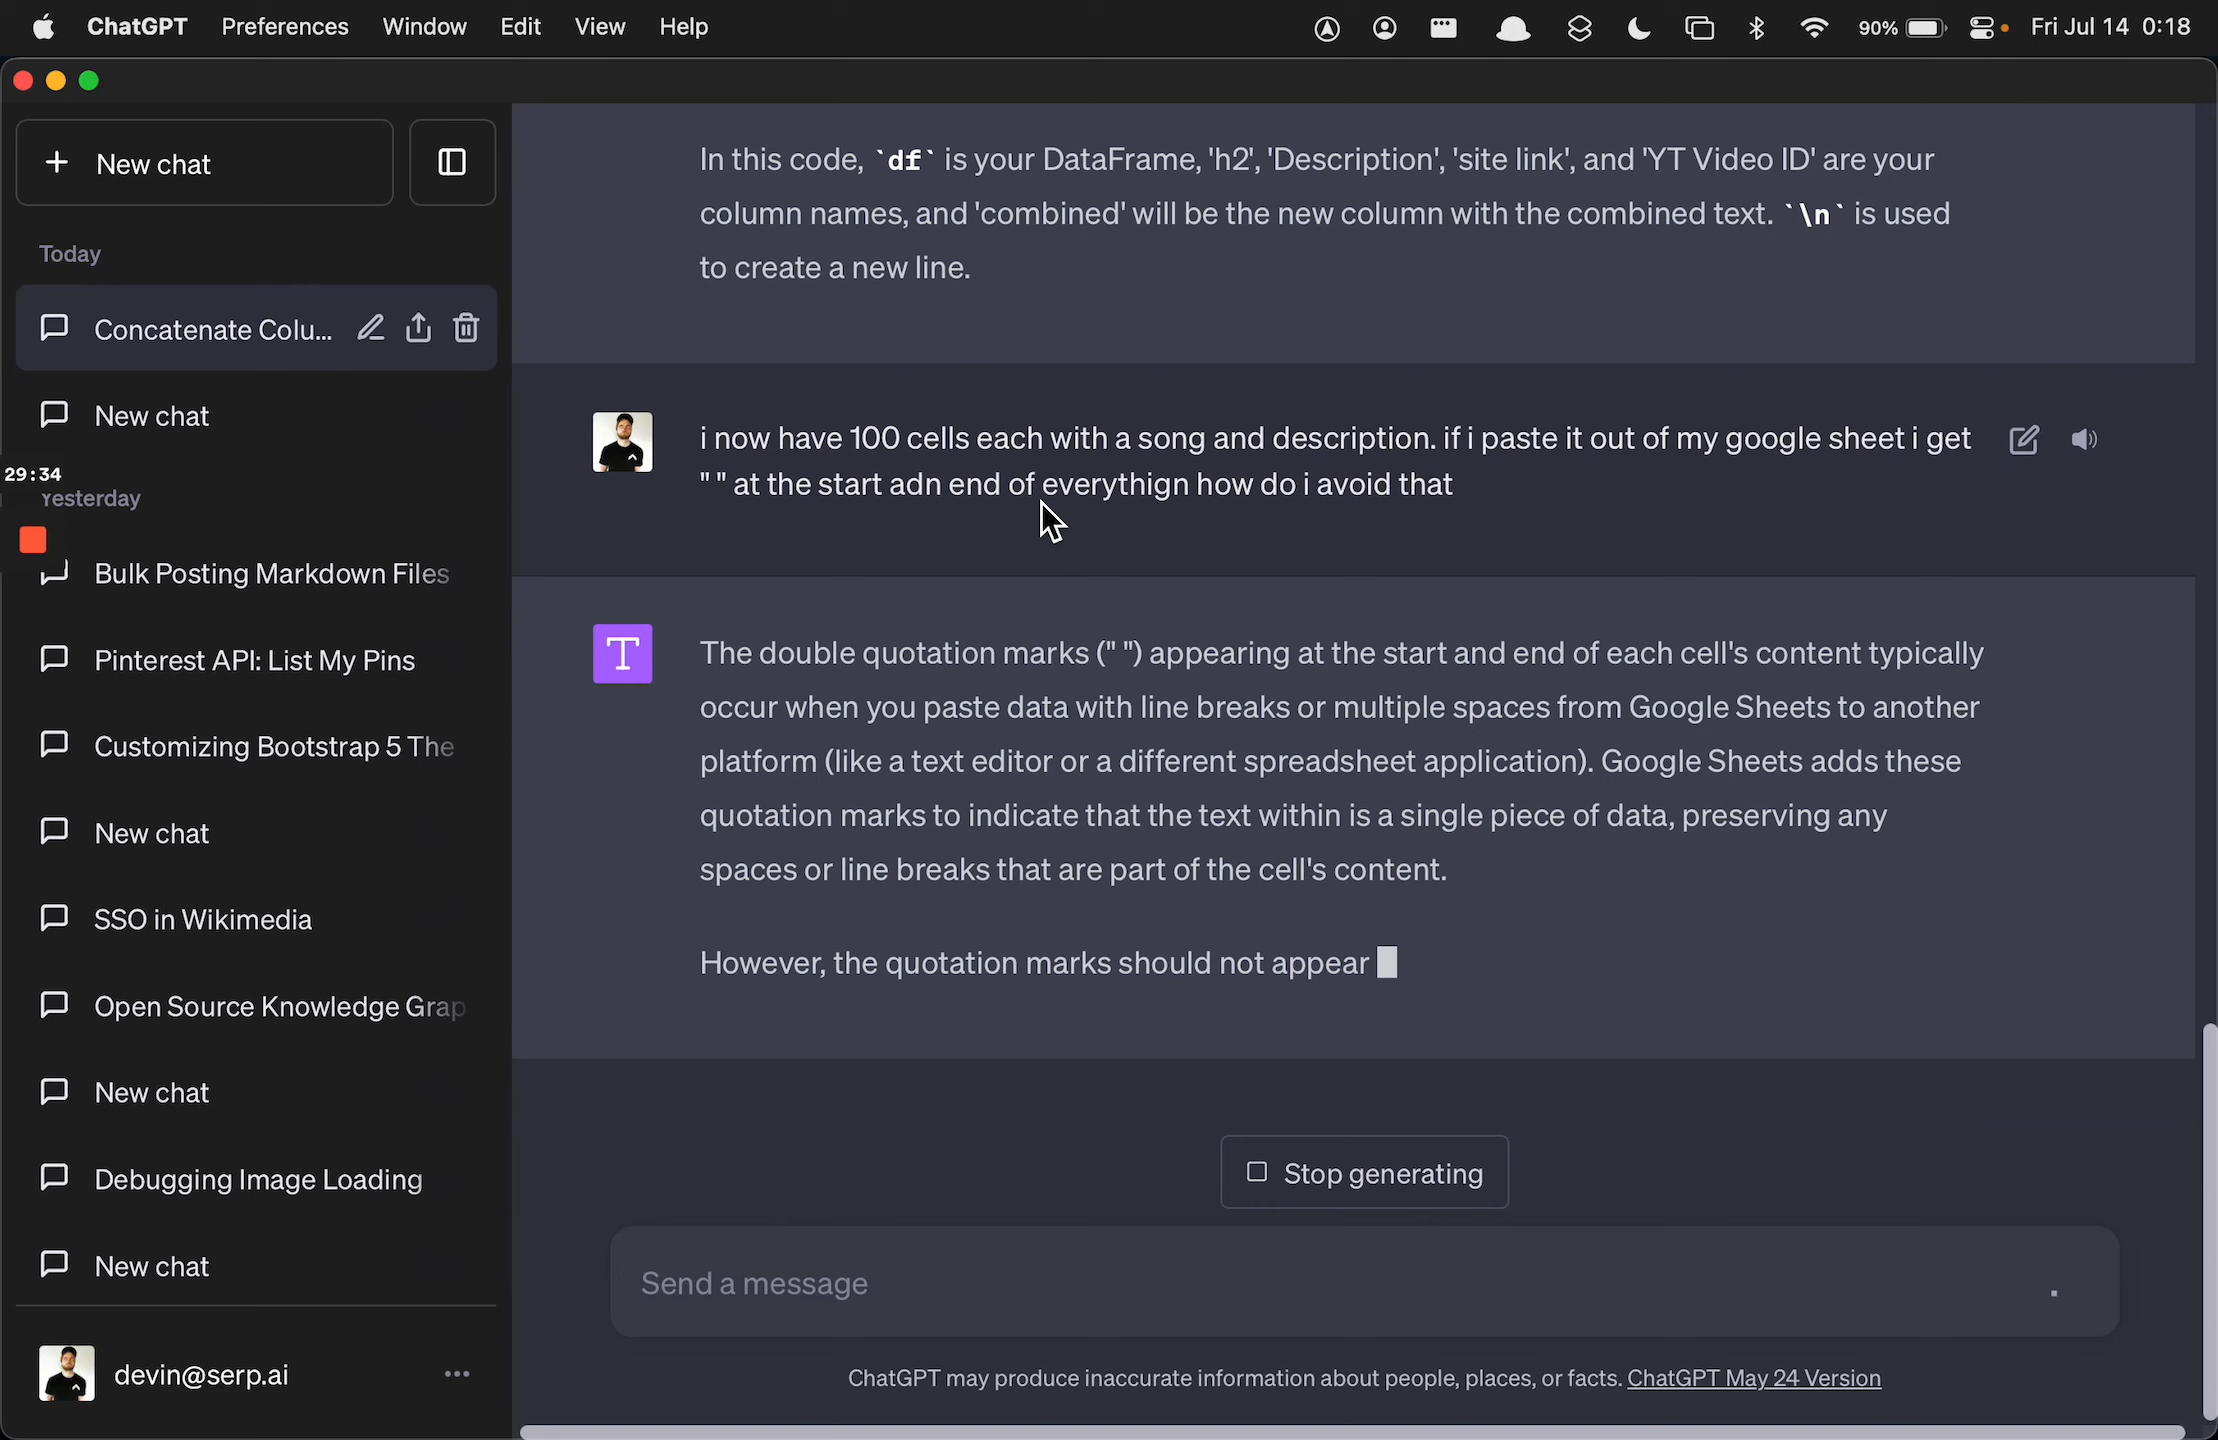 ChatGPT Preferences Window Edit View Help 90% Fri Jul 14 0:18
+ New chat
Today
Concatenate Colu...
New chat
29:34
Yesterday
Bulk Posting Markdown Files
Pinterest API: List My Pins
Customizing Bootstrap 5 The
New chat
SSO in Wikimedia
Open Source Knowledge Grap
New chat
Debugging Image Loading
New chat
devin@serp.ai
In this code, `df` is your DataFrame, 'h2', 'Description', 'site link', and 'YT Video ID' are your
column names, and 'combined' will be the new column with the combined text. `\n` is used
to create a new line.
i now have 100 cells each with a song and description. if i paste it out of my google sheet i get
" " at the start adn end of everythign how do i avoid that
T
The double quotation marks (" ") appearing at the start and end of each cell's content typically
occur when you paste data with line breaks or multiple spaces from Google Sheets to another
platform (like a text editor or a different spreadsheet application). Google Sheets adds these
quotation marks to indicate that the text within is a single piece of data, preserving any
spaces or line breaks that are part of the cell's content.
However, the quotation marks should not appear
Stop generating
Send a message
ChatGPT may produce inaccurate information about people, places, or facts. ChatGPT May 24 Version